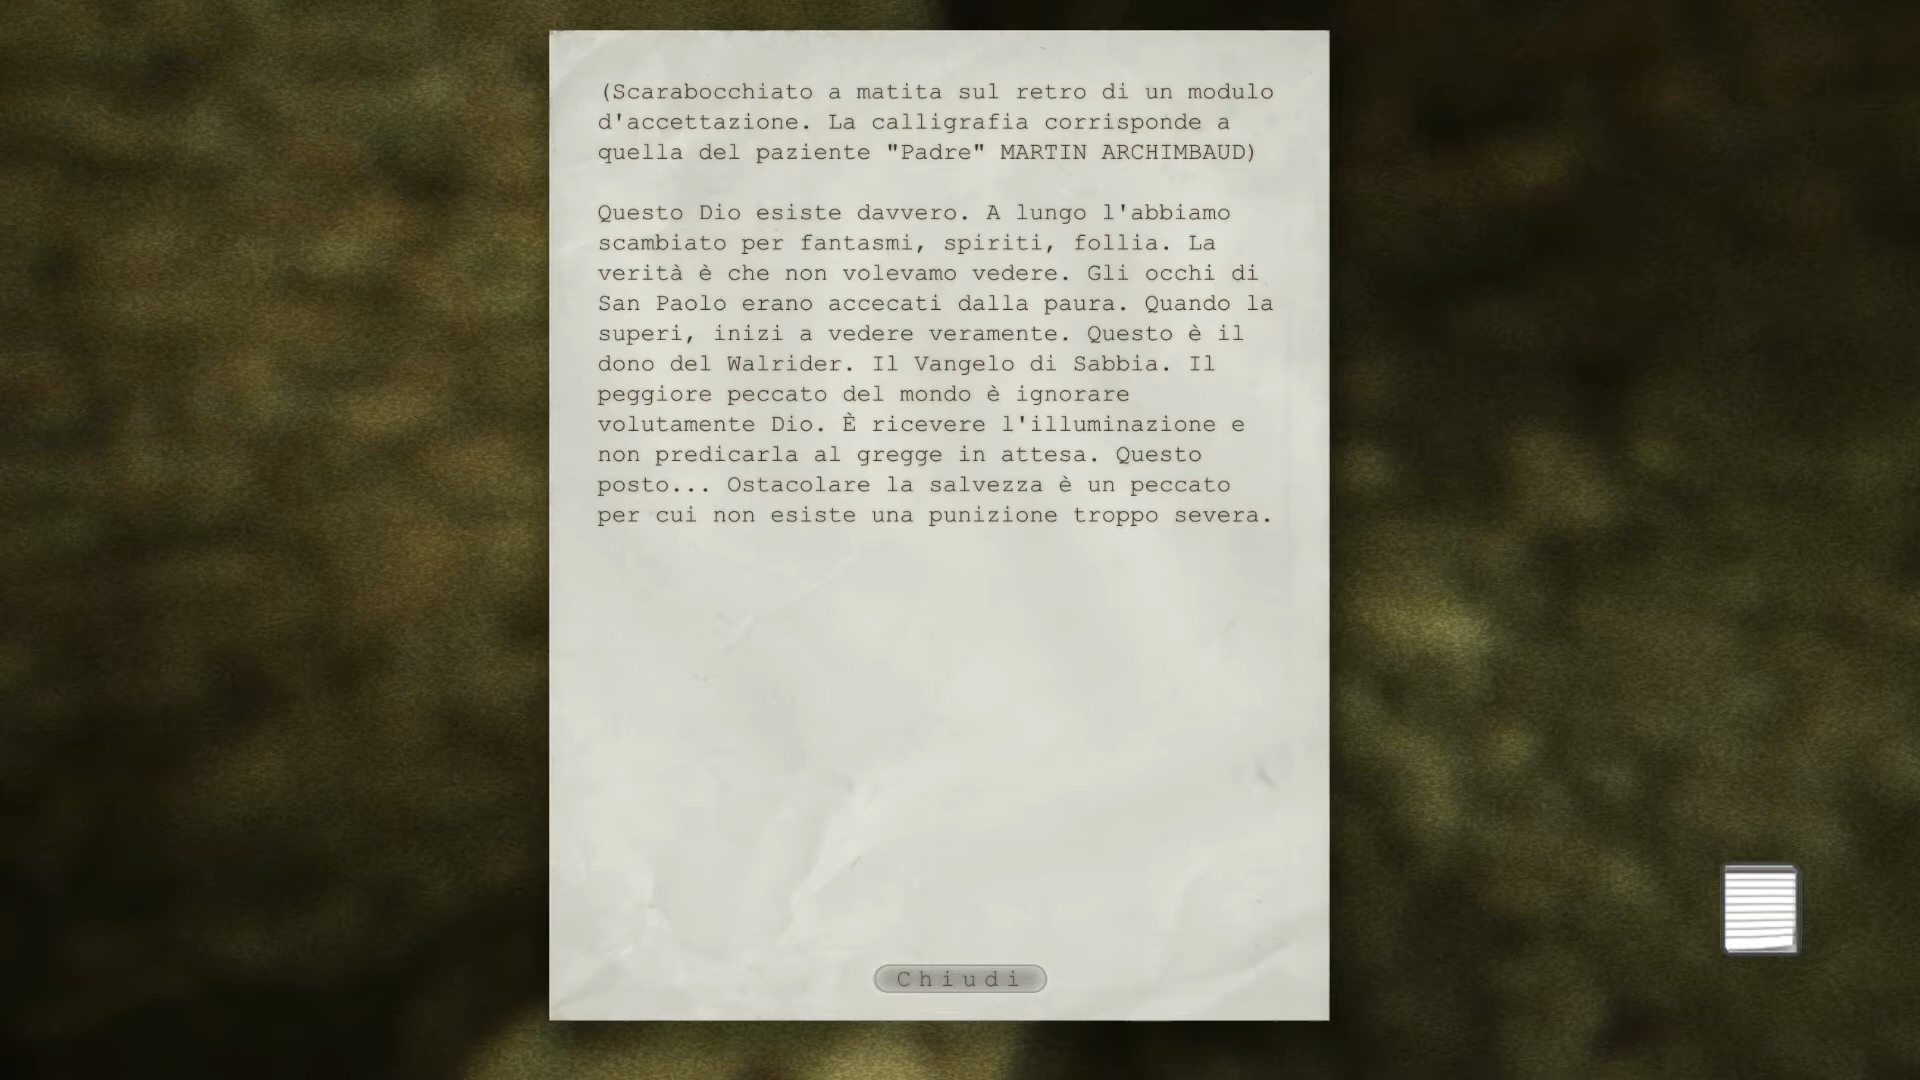 (Scarabocchiato a matita sul retro di un modulo
d'accettazione. La calligrafia corrisponde a
quella del paziente "Padre" MARTIN ARCHIMBAUD)
Questo Dio esiste davvero. A lungo l'abbiamo
scambiato per fantasmi, spiriti, follia. La
verità è che non volevamo vedere. Gli occhi di
San Paolo erano accecati dalla paura. Quando la
superi, inizi a vedere veramente. Questo è il
dono del Walrider. Il Vangelo di Sabbia. Il
peggiore peccato del mondo è ignorare
volutamente Dio. È ricevere l'illuminazione e
non predicarla al gregge in attesa. Questo
posto... Ostacolare la salvezza è un peccato
per cui non esiste una punizione troppo severa.
Chiudi